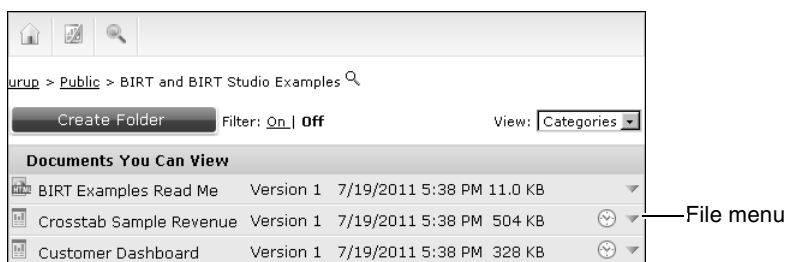 urup > Public > BIRT and BIRT Studio Examples
Create Folder Filter: On | Off View: Categories
Documents You Can View
BIRT Examples Read Me Version 1 7/19/2011 5:38 PM 11.0 KB
Crosstab Sample Revenue Version 1 7/19/2011 5:38 PM 504 KB File menu
Customer Dashboard Version 1 7/19/2011 5:38 PM 328 KB